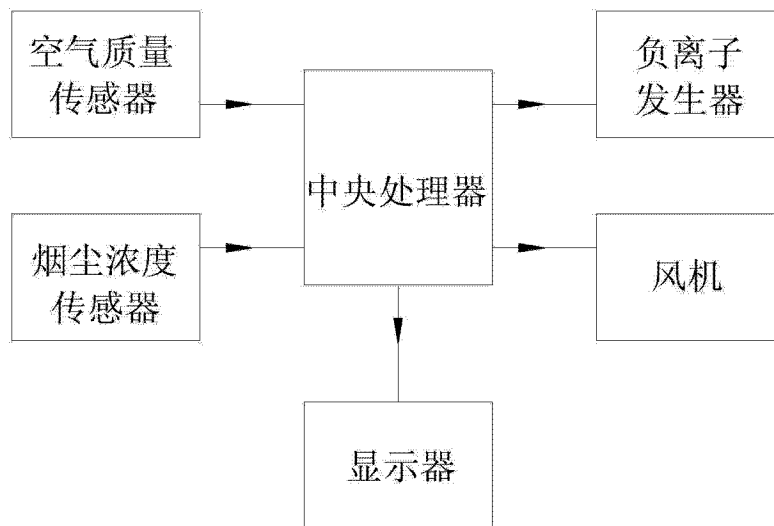 空气质量
传感器
负离子
发生器
中央处理器
烟尘浓度
传感器
风机
显示器